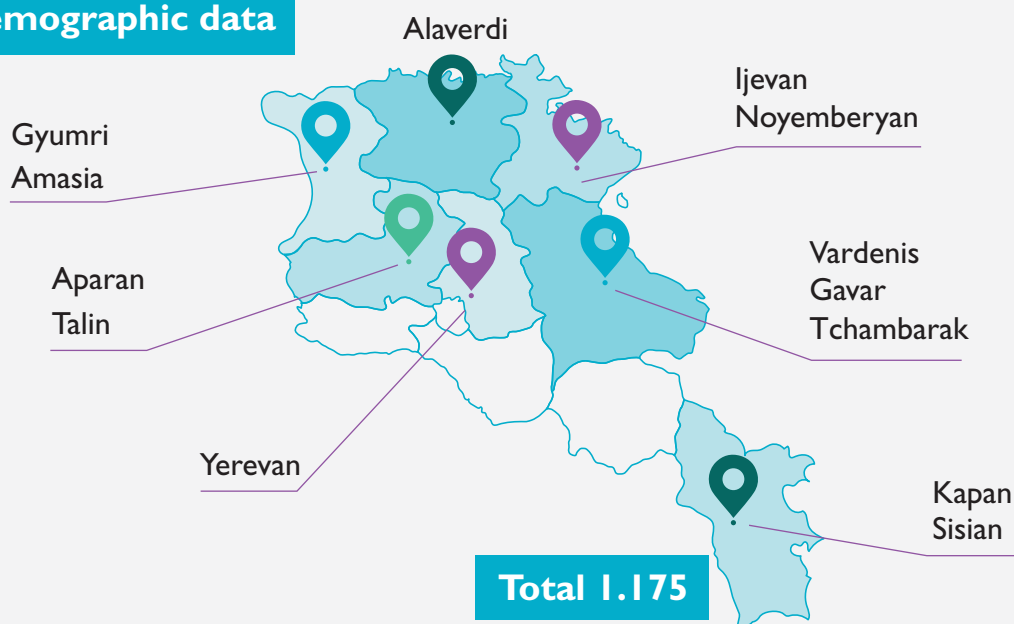 emographic data
Alaverdi
Ijevan
Noyemberyan
Gyumri
Amasia
Aparan
Talin
Vardenis
Gavar
Tchambarak
Yerevan
Kapan
Sisian
Total 1.175